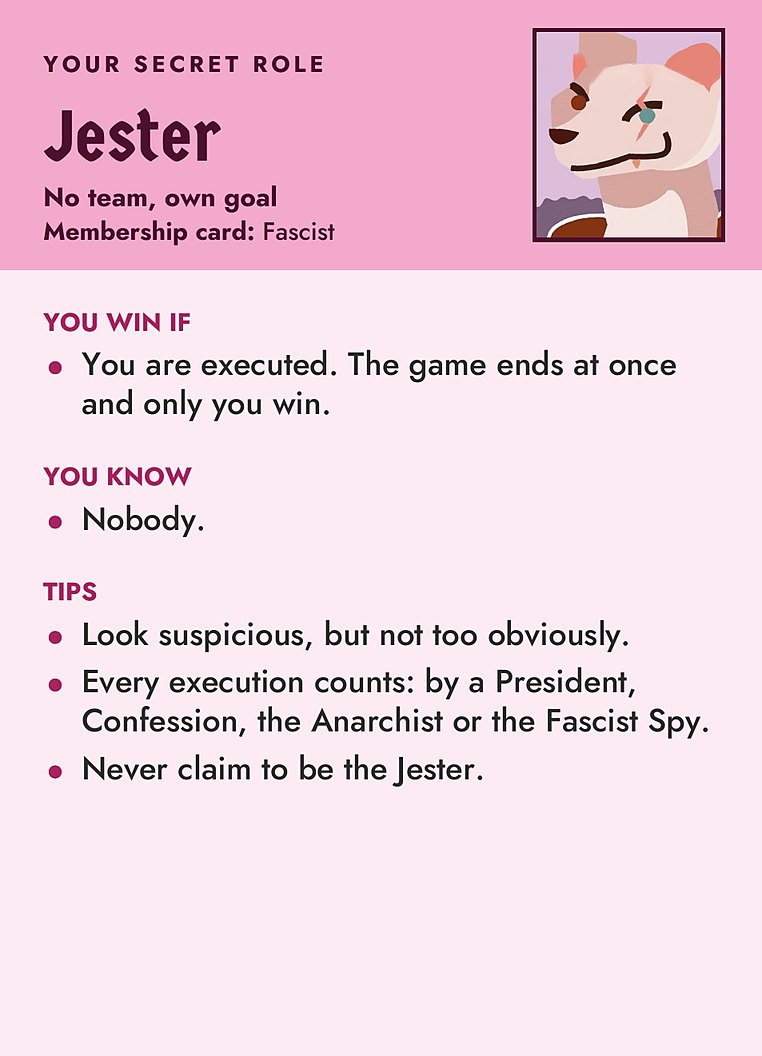 YOUR SECRET ROLE
Jester
No team, own goal
Membership card: Fascist
YOU WIN IF
• You are executed. The game ends at once
and only you win.
YOU KNOW
• Nobody.
TIPS
• Look suspicious, but not too obviously.
• Every execution counts: by a President,
Confession, the Anarchist or the Fascist Spy.
• Never claim to be the Jester.